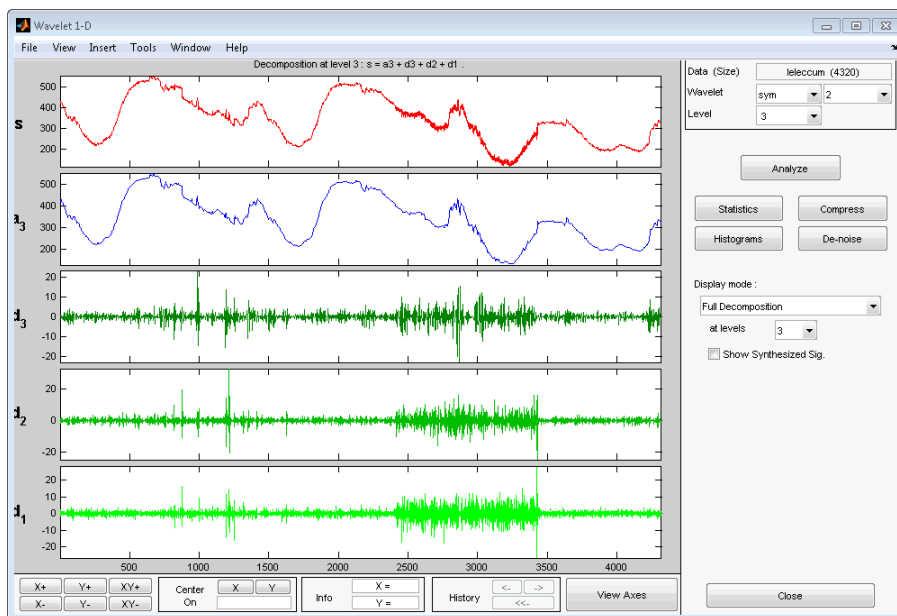 Wavelet 1-D
File View Insert Tools Window Help
Decomposition at level 3 : s = a3 + d3 + d2 + d1 .
s
500
400
300
200
a3
500
400
300
200
d3
20
10
0
-10
-20
d2
20
0
-20
d1
20
10
0
-10
-20
500 1000 1500 2000 2500 3000 3500 4000
Data (Size) leleccum (4320)
Wavelet sym 2
Level 3
Analyze
Statistics Compress
Histograms De-noise
Display mode :
Full Decomposition
at levels 3
Show Synthesized Sig.
X+ Y+ XY+
X- Y- XY-
Center On X Y
Info X =
Y =
History <- ->
<<-
View Axes
Close